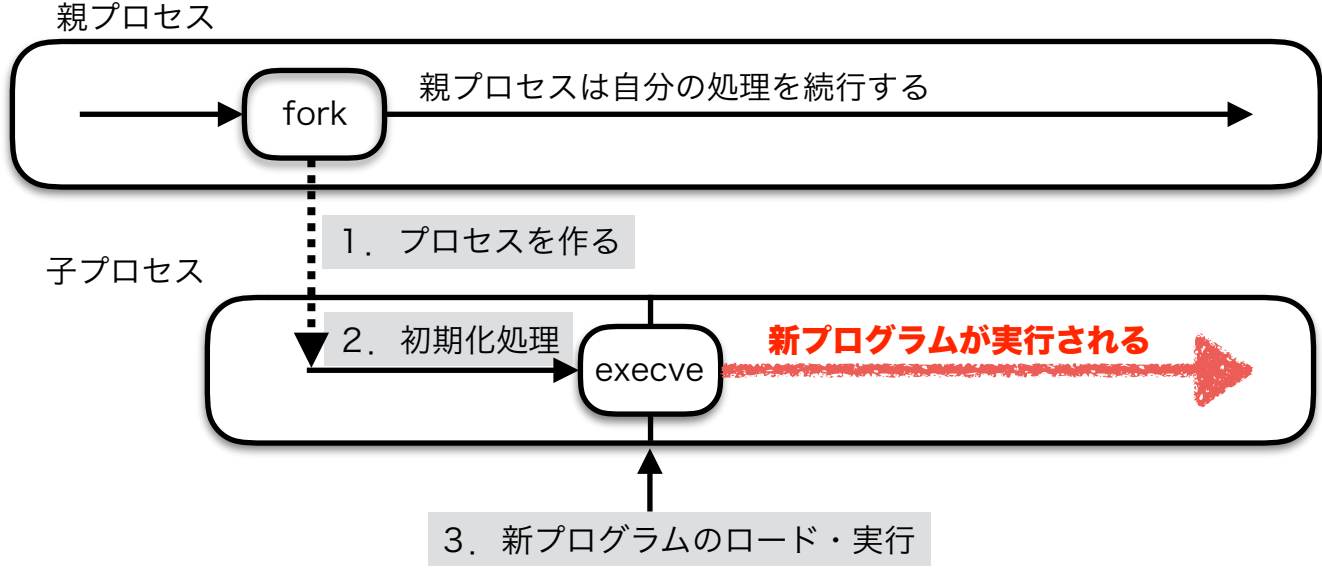 親プロセス
fork
親プロセスは自分の処理を続行する
1．プロセスを作る
子プロセス
2．初期化処理
execve
新プログラムが実行される
3．新プログラムのロード・実行